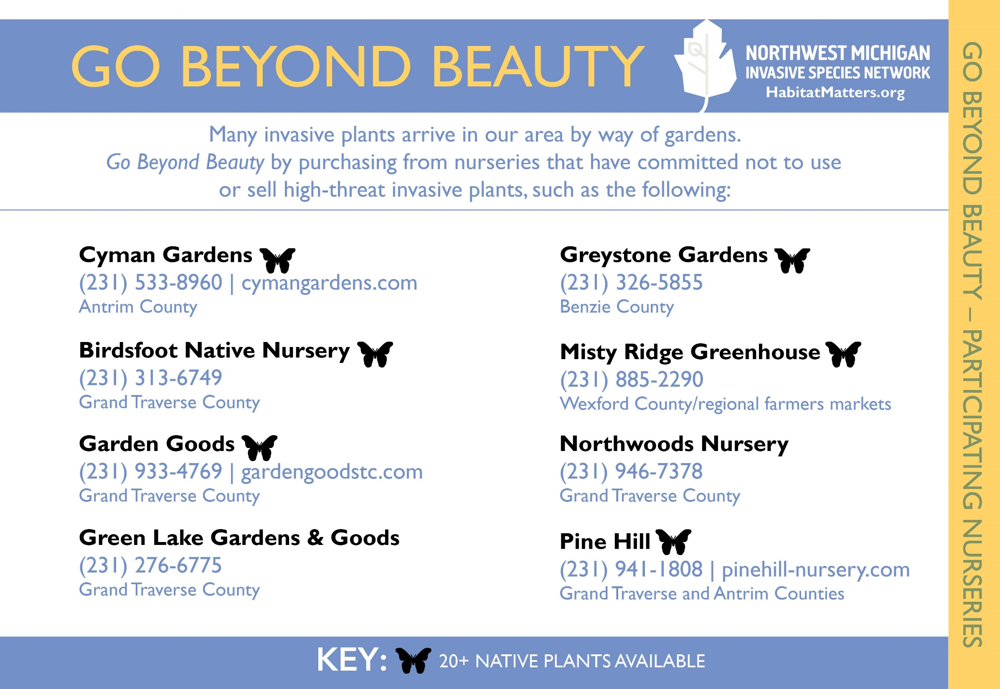 GO BEYOND BEAUTY
NORTHWEST MICHIGAN
INVASIVE SPECIES NETWORK
HabitatMatters.org
Many invasive plants arrive in our area by way of gardens.
Go Beyond Beauty by purchasing from nurseries that have committed not to use
or sell high-threat invasive plants, such as the following:
Cyman Gardens
(231) 533-8960 | cymangardens.com
Antrim County
Birdsfoot Native Nursery
(231) 313-6749
Grand Traverse County
Garden Goods
(231) 933-4769 | gardengoodstc.com
Grand Traverse County
Green Lake Gardens & Goods
(231) 276-6775
Grand Traverse County
Greystone Gardens
(231) 326-5855
Benzie County
Misty Ridge Greenhouse
(231) 885-2290
Wexford County/regional farmers markets
Northwoods Nursery
(231) 946-7378
Grand Traverse County
Pine Hill
(231) 941-1808 | pinehill-nursery.com
Grand Traverse and Antrim Counties
KEY: 20+ NATIVE PLANTS AVAILABLE
GO BEYOND BEAUTY – PARTICIPATING NURSERIES